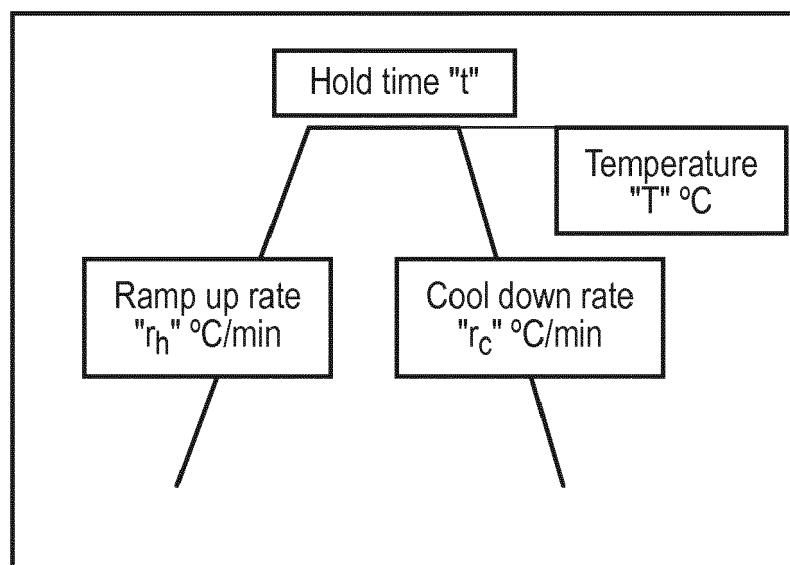 Hold time "t"
Temperature
"T" ºC
Ramp up rate
"rh" ºC/min
Cool down rate
"rc" ºC/min